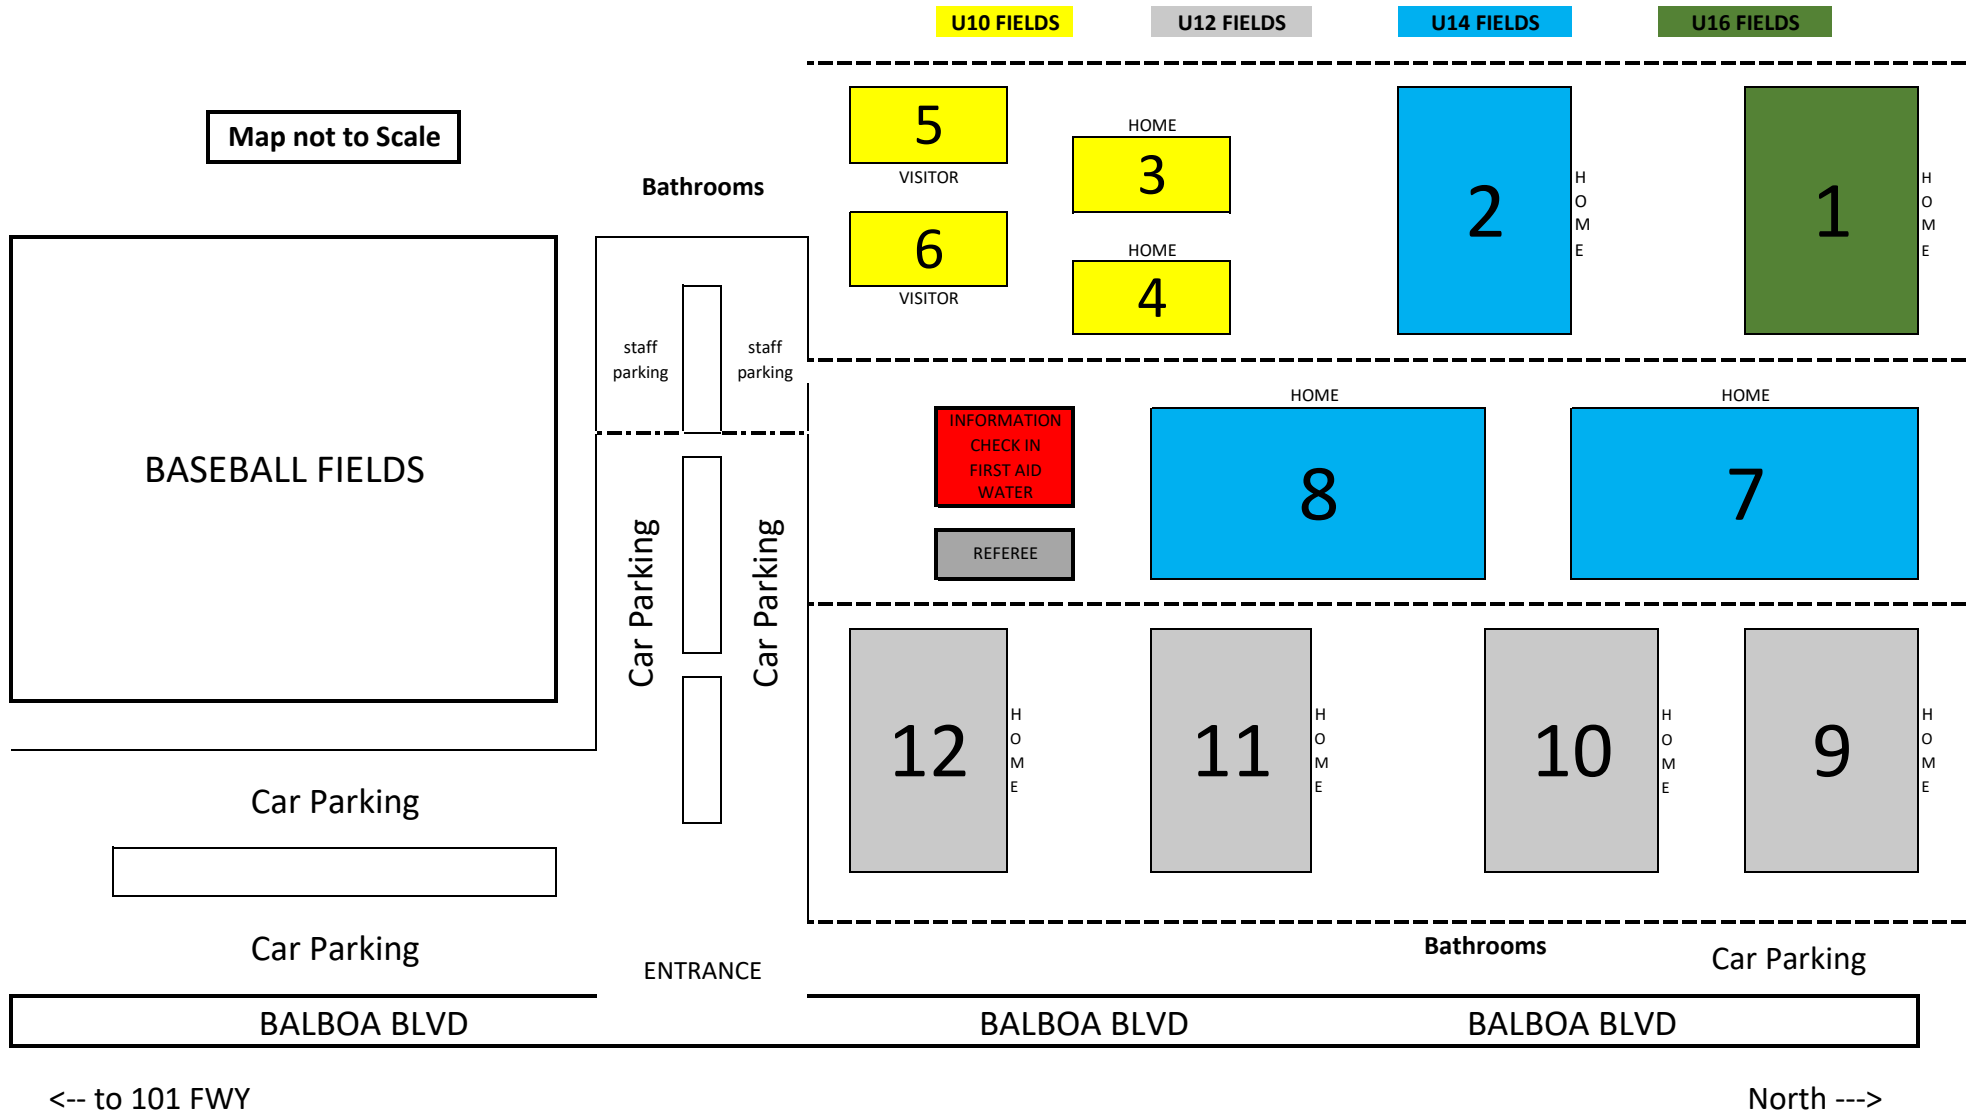 U10 FIELDS
U12 FIELDS
U14 FIELDS
U16 FIELDS
Map not to Scale
Bathrooms
5
VISITOR
6
VISITOR
HOME
3
HOME
4
2
HOME
1
HOME
staff
parking
staff
parking
BASEBALL FIELDS
INFORMATION
CHECK IN
FIRST AID
WATER
REFEREE
HOME
8
HOME
7
Car Parking
Car Parking
12
HOME
11
HOME
10
HOME
9
HOME
Car Parking
Car Parking
ENTRANCE
Bathrooms
Car Parking
BALBOA BLVD
BALBOA BLVD
BALBOA BLVD
<-- to 101 FWY
North --->